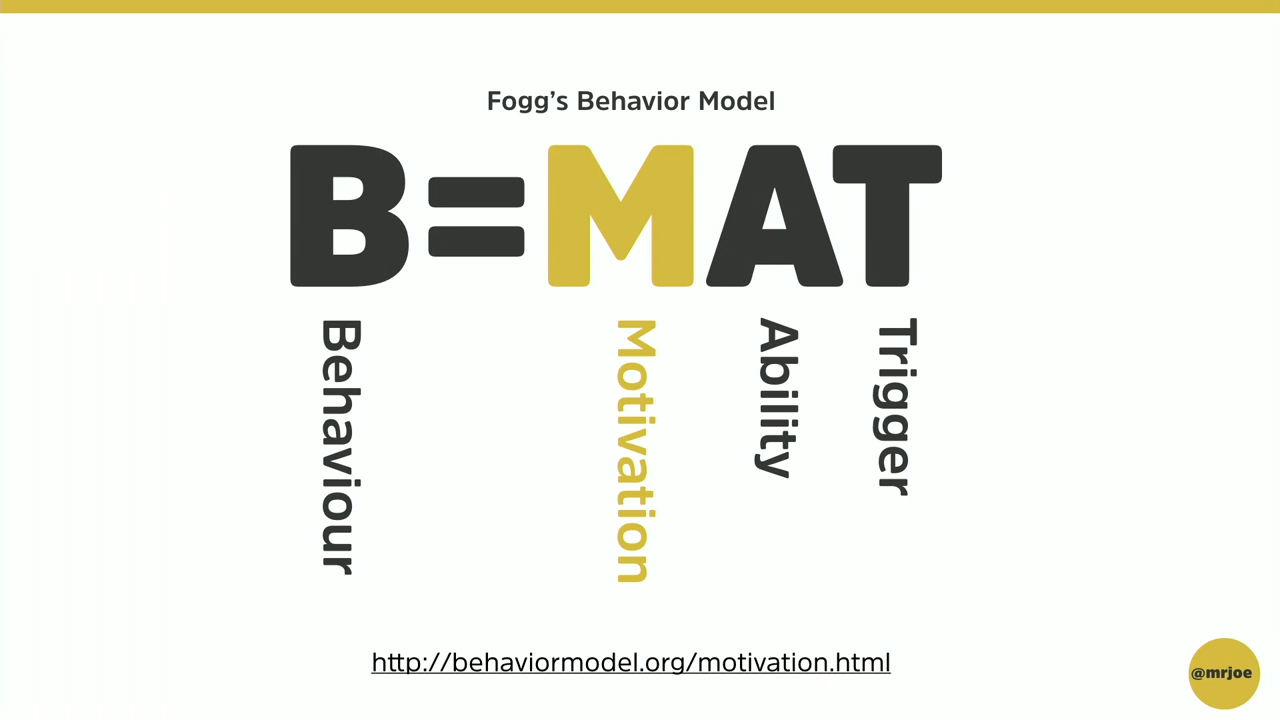 Fogg’s Behavior Model
B=MAT
Behaviour
Motivation
Ability
Trigger
http://behaviormodel.org/motivation.html
@mrjoe